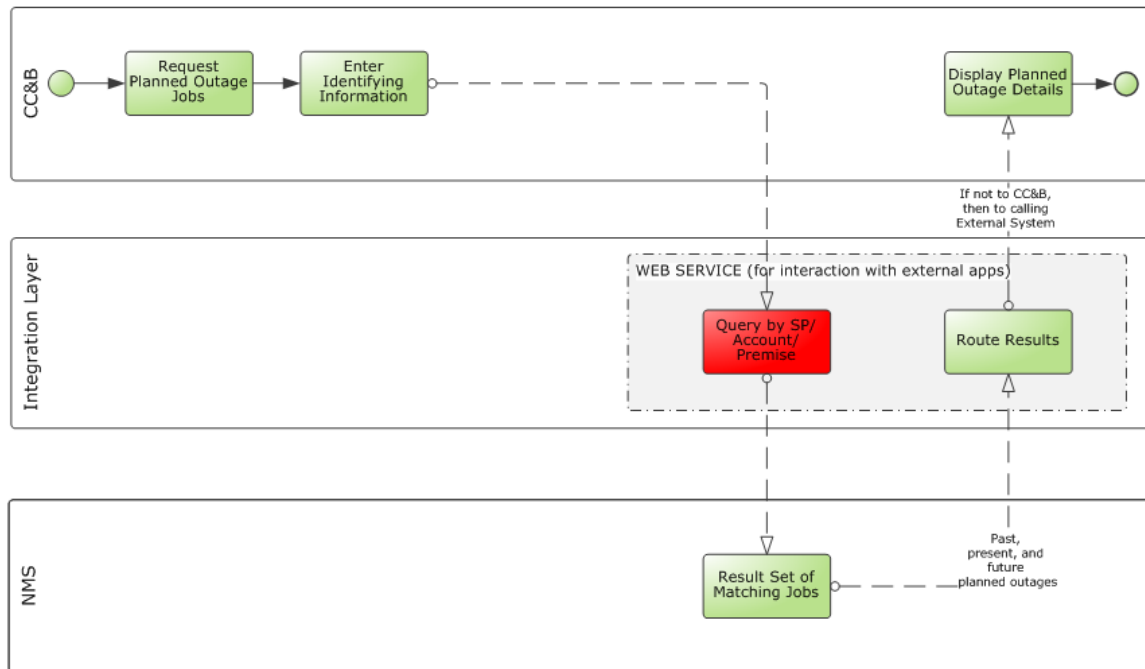 CC&B
Request
Planned Outage
Jobs
Enter
Identifying
Information
Display Planned
Outage Details
If not to CC&B,
then to calling
External System
Integration Layer
WEB SERVICE (for interaction with external apps)
Query by SP/
Account/
Premise
Route Results
NMS
Result Set of
Matching Jobs
Past,
present, and
future
planned outages